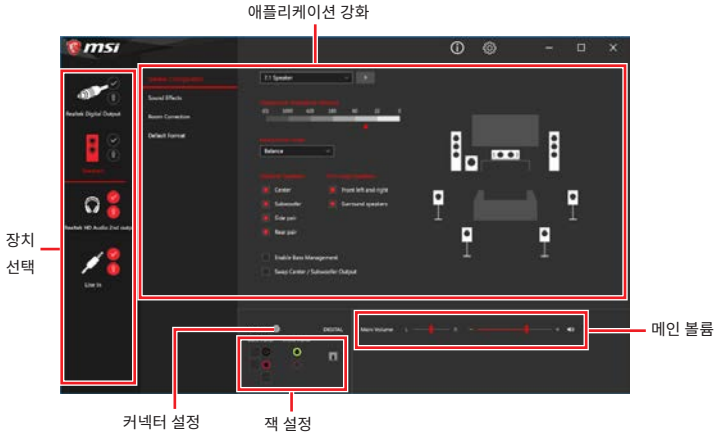 애플리케이션 강화
msi
Realtek Digital Output
Speakers
Realtek HD Audio 2nd outp
Line In
Speaker Configuration
Sound Effects
Room Correction
Default Format
7.1 Speaker
Balance
Center
Subwoofer
Side pair
Rear pair
Front left and right
Surround speakers
Enable Bass Management
Swap Center / Subwoofer Output
DIGITAL
Main Volume
L
R
-
+
장치
선택
메인 볼륨
커넥터 설정
잭 설정